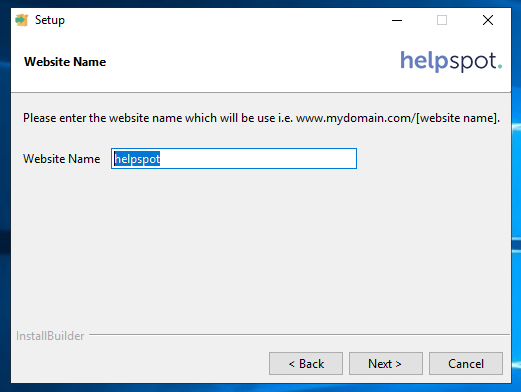 Setup
Website Name
helpspot.
Please enter the website name which will be use i.e. www.mydomain.com/[website name].
Website Name helpspot
InstallBuilder
< Back Next > Cancel